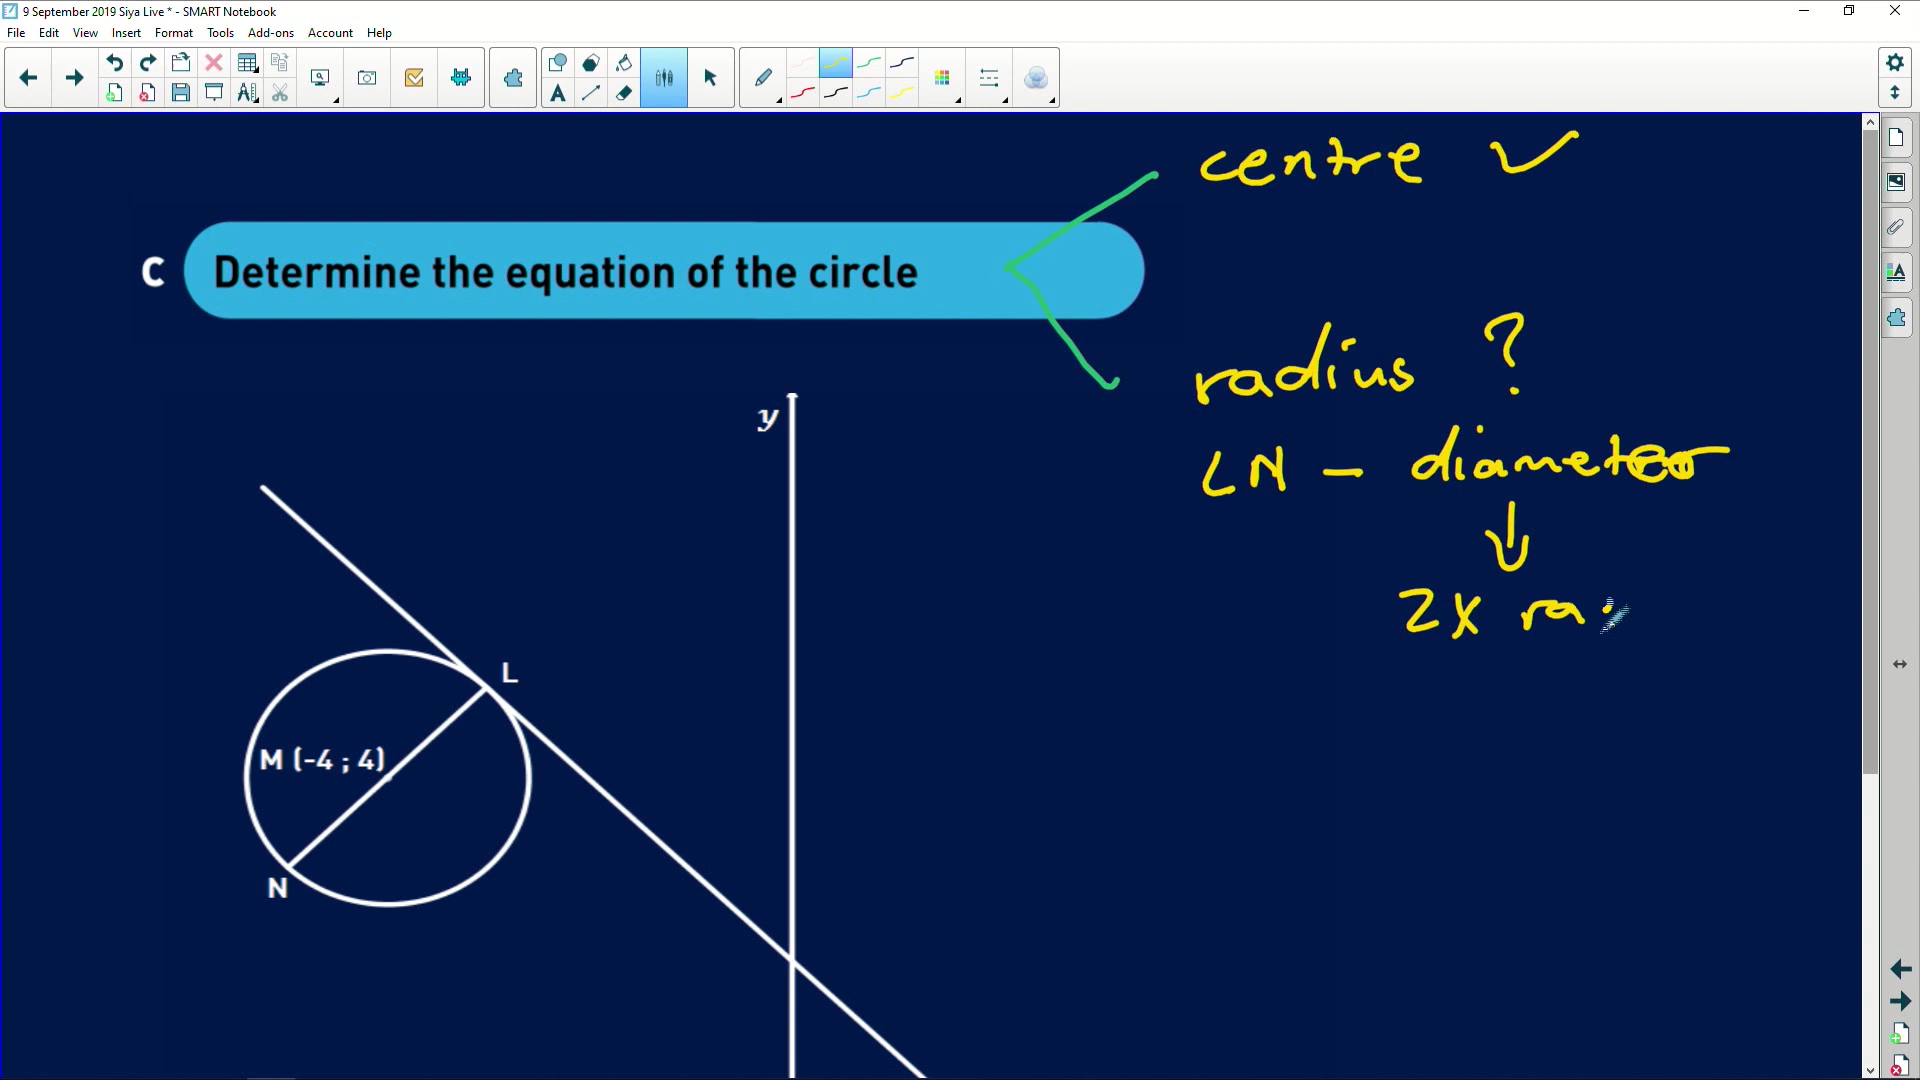 9 September 2019 Siya Live * - SMART Notebook
File Edit View Insert Format Tools Add-ons Account Help
centre ✓
C Determine the equation of the circle
radius ?
LN - diameter
↓
2x ra
y
L
M (-4 ; 4)
N